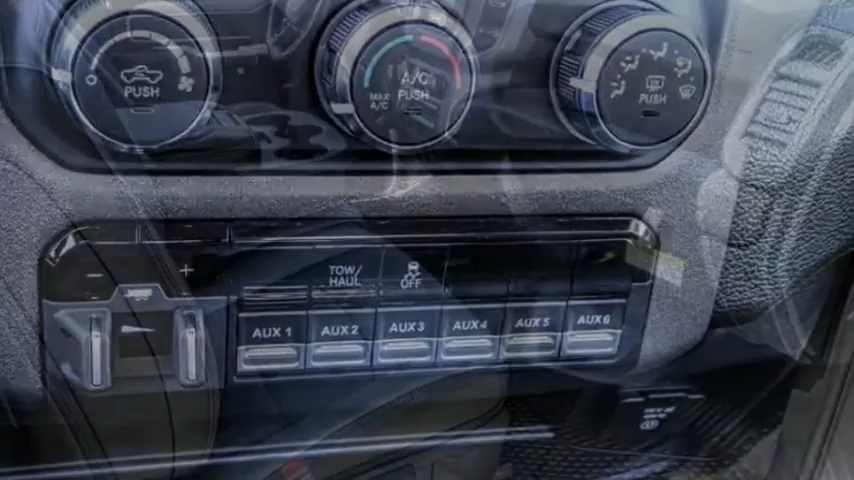 PUSH
A/C
PUSH
MAX
A/C
PUSH
TOW/
HAUL
OFF
AUX 1
AUX 2
AUX 3
AUX 4
AUX 5
AUX 6